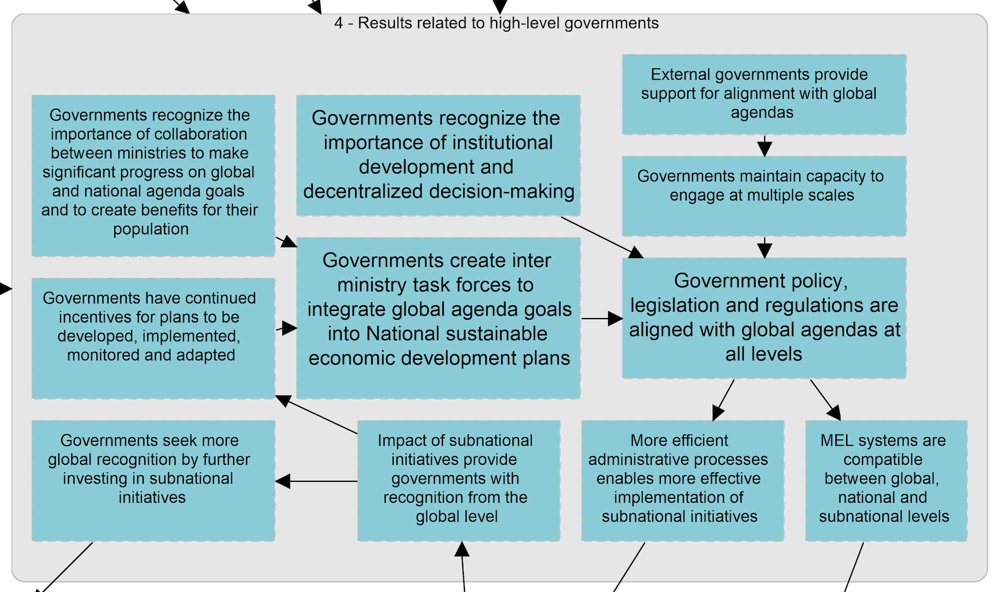 4 - Results related to high-level governments
External governments provide
support for alignment with global
agendas
Governments recognize the
importance of collaboration
between ministries to make
significant progress on global
and national agenda goals
and to create benefits for their
population
Governments recognize the
importance of institutional
development and
decentralized decision-making
Governments maintain capacity to
engage at multiple scales
Governments create inter
ministry task forces to
integrate global agenda goals
into National sustainable
economic development plans
Government policy,
legislation and regulations are
aligned with global agendas at
all levels
Governments have continued
incentives for plans to be
developed, implemented,
monitored and adapted
Governments seek more
global recognition by further
investing in subnational
initiatives
Impact of subnational
initiatives provide
governments with
recognition from the
global level
More efficient
administrative processes
enables more effective
implementation of
subnational initiatives
MEL systems are
compatible
between global,
national and
subnational levels